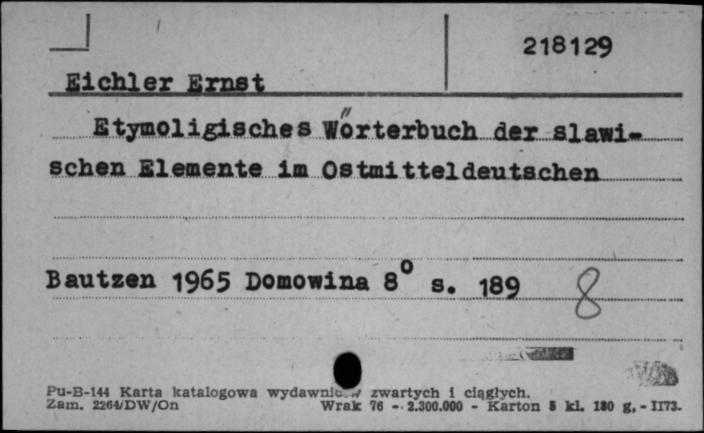 218129
Eichler Ernst
Etymoligisches Wörterbuch der slawi-
schen Elemente im Ostmitteldeutschen
Bautzen 1965 Domowina 8° s. 189 8
Pu-B-144 Karta katalogowa zwartych i ciągłych.
Zam. 2264/DW/On Wrak 76 - 2.300.000 - Karton 5 kl. 180 g. - II73.